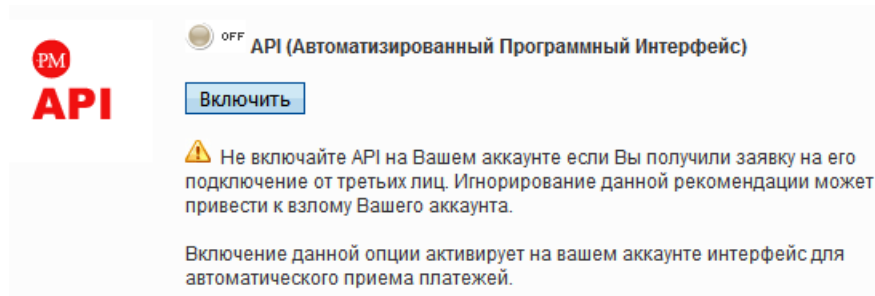 OFF API (Автоматизированный Программный Интерфейс)
PM
API
Включить
Не включайте API на Вашем аккаунте если Вы получили заявку на его
подключение от третьих лиц. Игнорирование данной рекомендации может
привести к взлому Вашего аккаунта.
Включение данной опции активирует на вашем аккаунте интерфейс для
автоматического приема платежей.